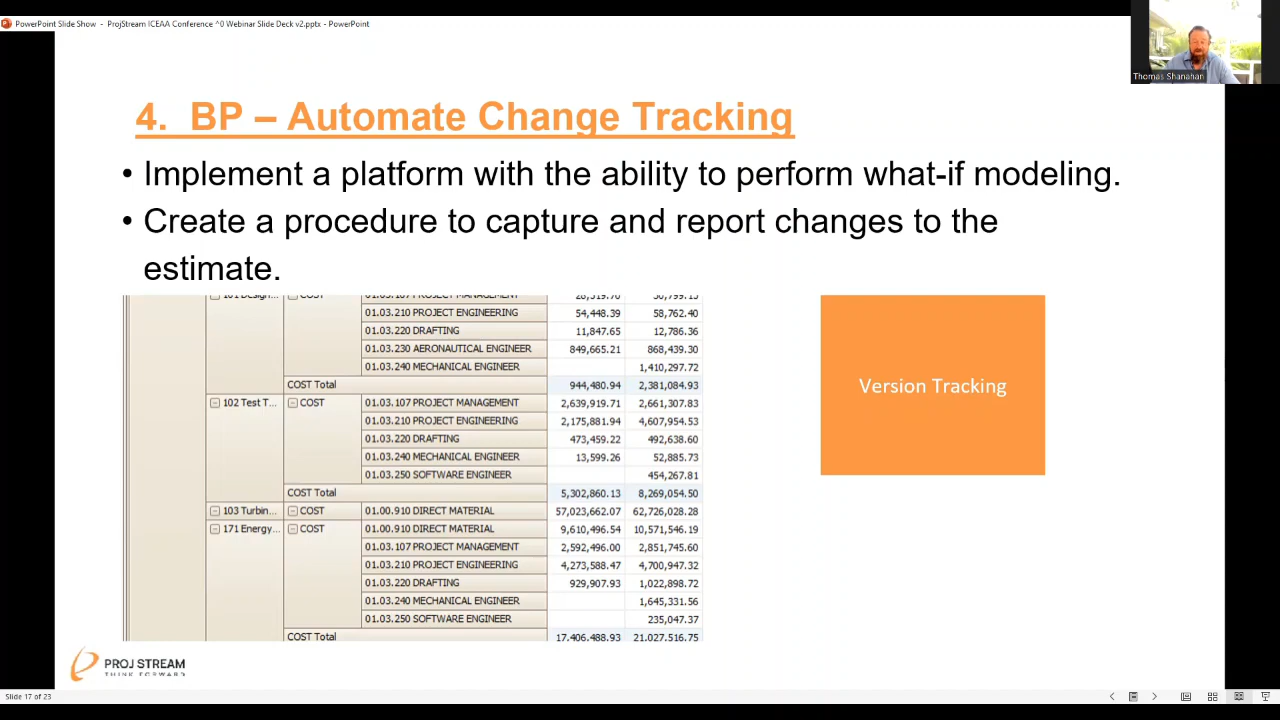 PowerPoint Slide Show - ProjStream ICEAA Conference ^0 Webinar Slide Deck v2.pptx - PowerPoint
Thomas Shanahan
4. BP – Automate Change Tracking
• Implement a platform with the ability to perform what-if modeling.
• Create a procedure to capture and report changes to the
estimate.
54,448.39 58,762.40
01.03.210 PROJECT ENGINEERING
01.03.220 DRAFTING 11,847.65 12,786.36
01.03.230 AERONAUTICAL ENGINEER 849,665.21 868,439.30
01.03.240 MECHANICAL ENGINEER 1,410,297.72
COST Total 944,480.94 2,381,084.93
102 Test T... COST 01.03.107 PROJECT MANAGEMENT 2,639,919.71 2,661,307.83
01.03.210 PROJECT ENGINEERING 2,175,881.94 4,607,954.53
01.03.220 DRAFTING 473,459.22 492,638.60
01.03.240 MECHANICAL ENGINEER 13,599.26 52,885.73
01.03.250 SOFTWARE ENGINEER 454,267.81
COST Total 5,302,860.13 8,269,054.50
103 Turbin... COST 01.00.910 DIRECT MATERIAL 57,023,662.07 62,726,028.28
171 Energy... COST 01.00.910 DIRECT MATERIAL 9,610,496.54 10,571,546.19
01.03.107 PROJECT MANAGEMENT 2,592,496.00 2,851,745.60
01.03.210 PROJECT ENGINEERING 4,273,588.47 4,700,947.32
01.03.220 DRAFTING 929,907.93 1,022,898.72
01.03.240 MECHANICAL ENGINEER 1,645,331.56
01.03.250 SOFTWARE ENGINEER 235,047.37
COST Total 17,406,488.93 21,027,516.75
Version Tracking
PROJ STREAM
THINK FORWARD
Slide 17 of 23